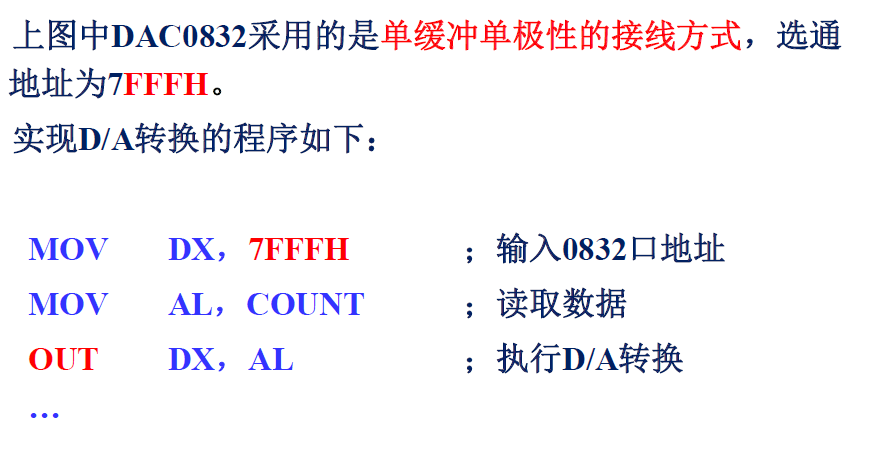 上图中DAC0832采用的是单缓冲单极性的接线方式，选通
地址为7FFFH。
实现D/A转换的程序如下：
MOV DX，7FFFH ；输入0832口地址
MOV AL，COUNT ；读取数据
OUT DX，AL ；执行D/A转换
…